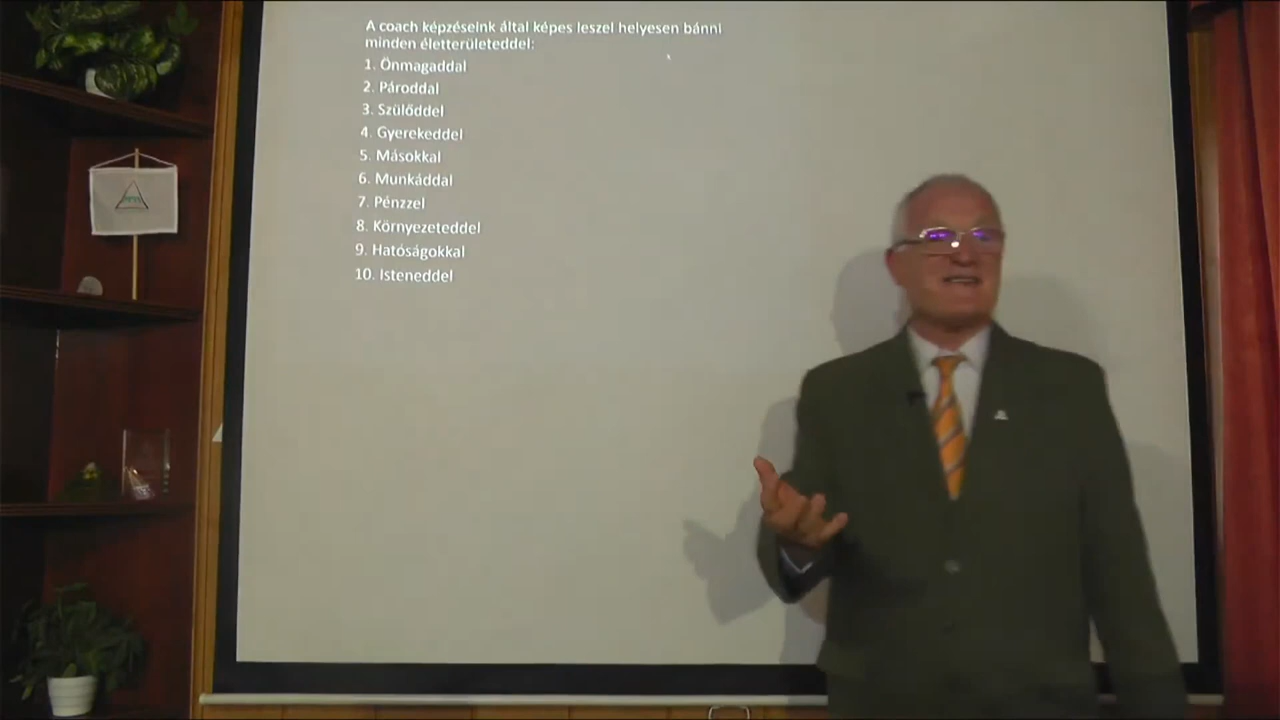 A coach képzéseink által képes leszel helyesen bánni
minden életterületeddel:
1. Önmagaddal
2. Pároddal
3. Szülőddel
4. Gyerekeddel
5. Másokkal
6. Munkáddal
7. Pénzzel
8. Környezeteddel
9. Hatóságokkal
10. Isteneddel